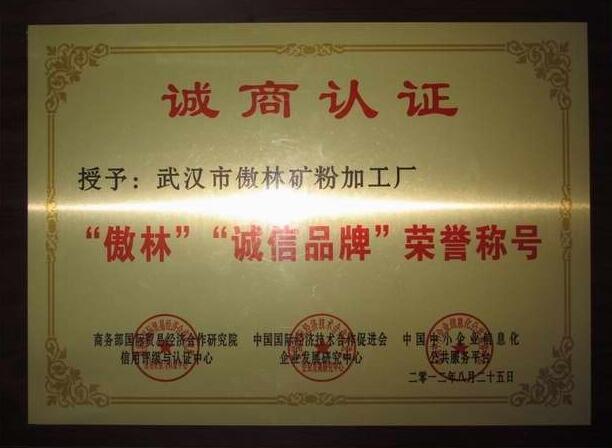 诚商认证
授予：武汉市傲林矿粉加工厂
“傲林”“诚信品牌”荣誉称号
商务部国际贸易经济合作研究院
信用评级与认证中心
中国国际经济技术合作促进会
企业发展研究中心
中国中小企业信息化
公共服务平台
二零一二年八月二十五日